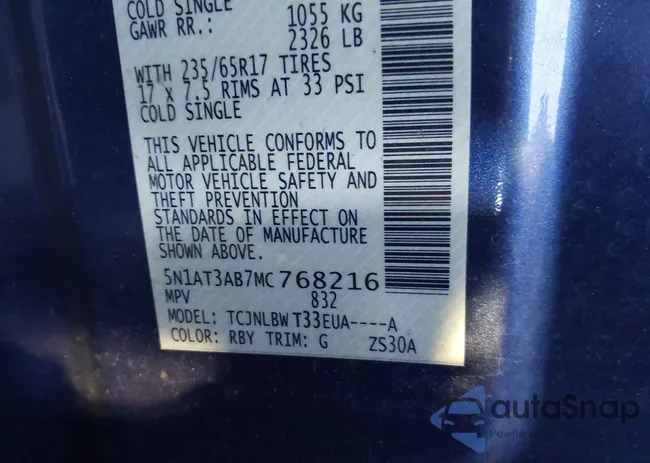 COLD SINGLE
GAWR RR.: 1055 KG
2326 LB
WITH 235/65R17 TIRES
17 x 7.5 RIMS AT 33 PSI
COLD SINGLE
THIS VEHICLE CONFORMS TO
ALL APPLICABLE FEDERAL
MOTOR VEHICLE SAFETY AND
THEFT PREVENTION
STANDARDS IN EFFECT ON
THE DATE OF MANUFACTURE
SHOWN ABOVE.
5N1AT3AB7MC768216
MPV 832
MODEL: TCJNLBW T33EUA----A
COLOR: RBY TRIM: G ZS30A
autoSnap